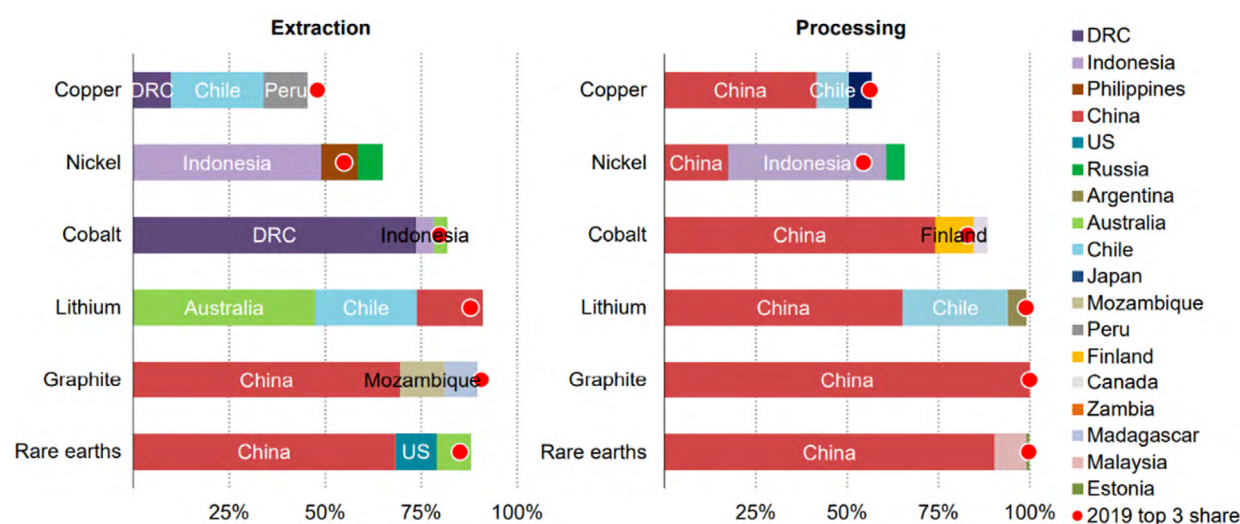 Extraction
Processing
Copper
DRC
Chile
Peru
Nickel
Indonesia
Cobalt
DRC
Indonesia
Lithium
Australia
Chile
Graphite
China
Mozambique
Rare earths
China
US
25%
50%
75%
100%
Copper
China
Chile
Nickel
China
Indonesia
Cobalt
China
Finland
Lithium
China
Chile
Graphite
China
Rare earths
China
25%
50%
75%
100%
DRC
Indonesia
Philippines
China
US
Russia
Argentina
Australia
Chile
Japan
Mozambique
Peru
Finland
Canada
Zambia
Madagascar
Malaysia
Estonia
2019 top 3 share